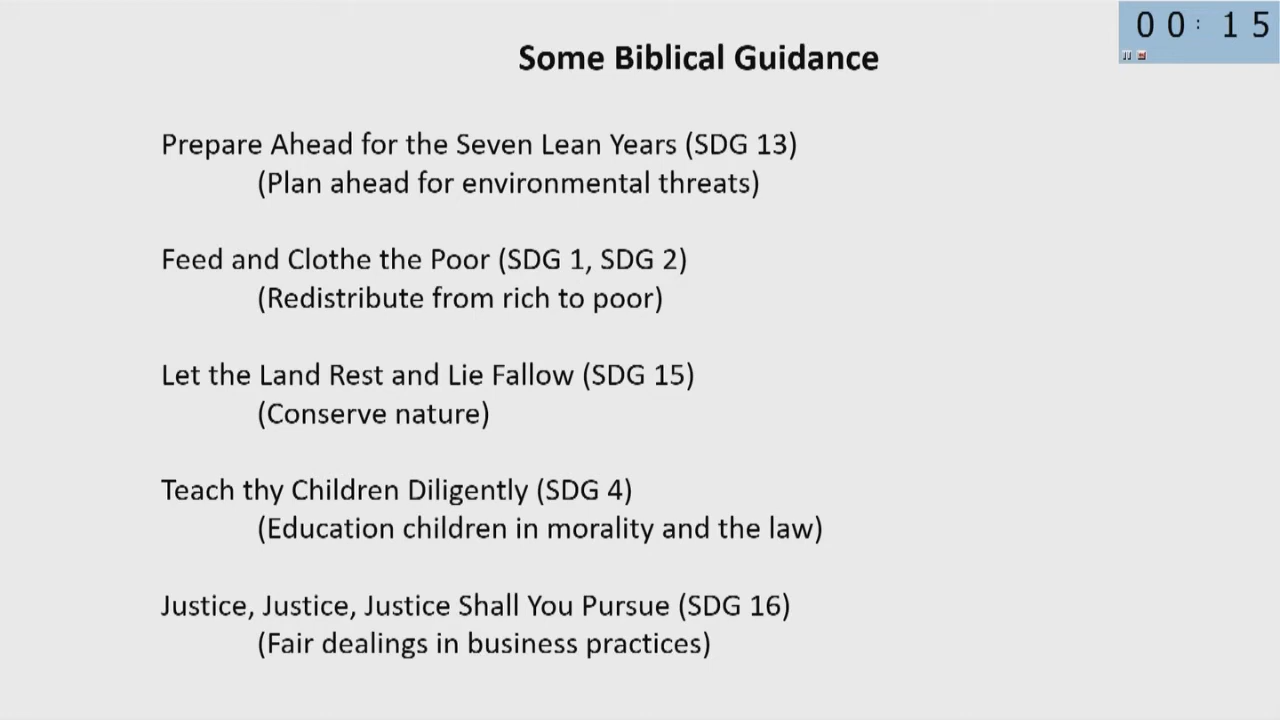 00:15
Some Biblical Guidance
Prepare Ahead for the Seven Lean Years (SDG 13)
(Plan ahead for environmental threats)
Feed and Clothe the Poor (SDG 1, SDG 2)
(Redistribute from rich to poor)
Let the Land Rest and Lie Fallow (SDG 15)
(Conserve nature)
Teach thy Children Diligently (SDG 4)
(Education children in morality and the law)
Justice, Justice, Justice Shall You Pursue (SDG 16)
(Fair dealings in business practices)